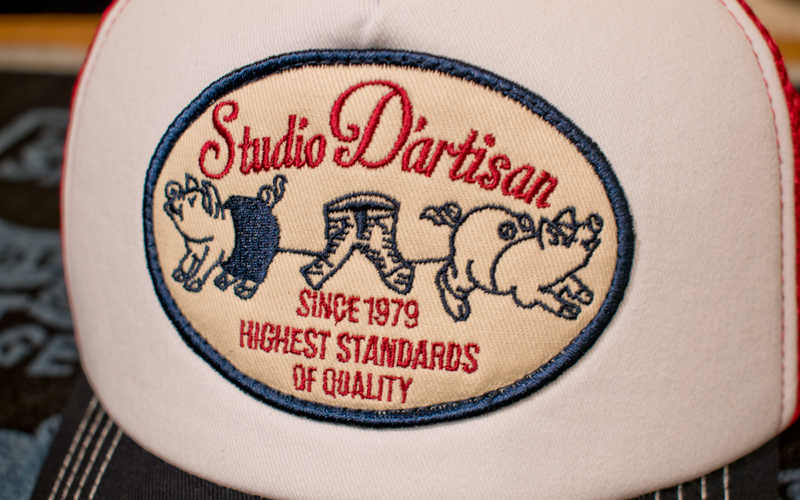 Studio D'artisan
SINCE 1979
HIGHEST STANDARDS
OF QUALITY